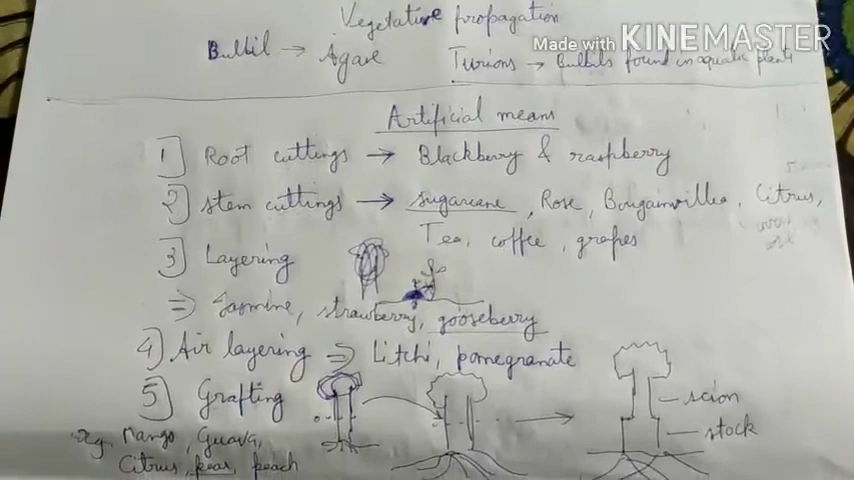 Vegetative propagation
Made with KINEMASTER
Bulbil → Agave Turions → Bulbils found in aquatic plants
Artificial means
1] Root cuttings → Blackberry & raspberry
2] stem cuttings → sugarcane, Rose, Bougainvillea, Citrus,
Tea, coffee, grapes
3] Layering
⇒ Jasmine, strawberry, gooseberry
4] Air layering ⇒ Litchi, pomegranate
5] Grafting
scion
stock
e.g. Mango, Guava,
Citrus, pear, peach